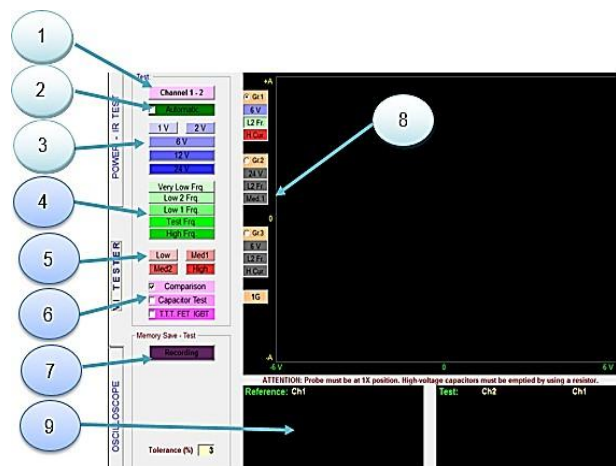 1
2
3
4
5
6
7
8
9
POWER - IR TEST
VI TESTER
OSCILLOSCOPE
Test
Channel 1 - 2
Automatic
1 V
2 V
6 V
12 V
24 V
Very Low Frq.
Low 2 Frq.
Low 1 Frq.
Test Frq.
High Frq.
Low
Med1
Med2
High
Comparison
Capacitor Test
T.T.T. FET IGBT
Memory Save - Test
Recording
Tolerance (%)
3
Gr.1
6 V
L2 Fr.
H Cur.
Gr.2
24 V
L2 Fr.
Med.1
Gr.3
6 V
L2 Fr.
H Cur.
1G
+A
0
-A
-6 V
0
6 V
ATTENTION: Probe must be at 1X position. High-voltage capacitors must be emptied by using a resistor.
Reference: Ch1
Test: Ch2 Ch1